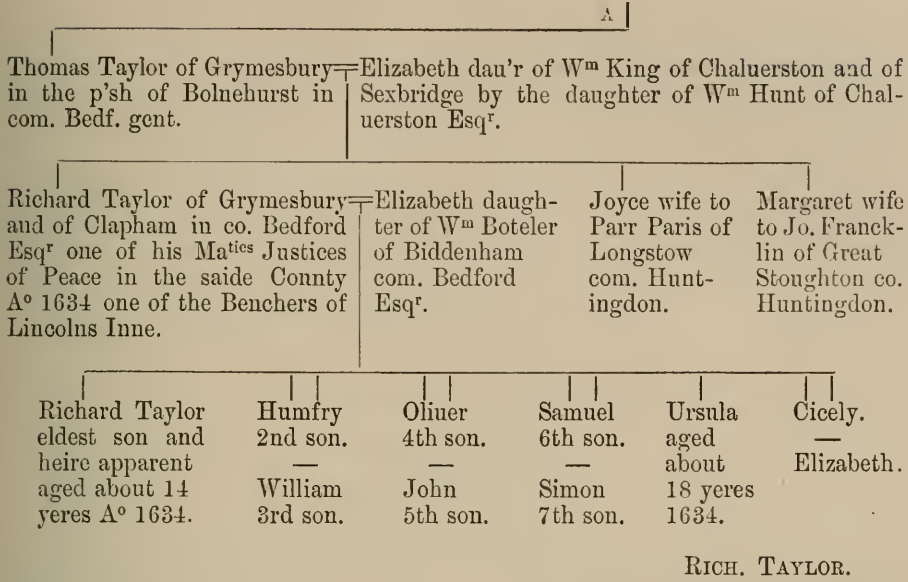 A
Thomas Taylor of Grymesbury
in the p'sh of Bolnehurst in
com. Bedf. gent.
Elizabeth dau'r of Wm King of Chaluerston and of
Sexbridge by the daughter of Wm Hunt of Chal-
uerston Esqr.
Richard Taylor of Grymesbury
and of Clapham in co. Bedford
Esqr one of his Maties Justices
of Peace in the saide County
Ao 1634 one of the Benchers of
Lincolns Inne.
Elizabeth daugh-
ter of Wm Boteler
of Biddenham
com. Bedford
Esqr.
Joyce wife to
Parr Paris of
Longstow
com. Hunt-
ingdon.
Margaret wife
to Jo. Franck-
lin of Great
Stoughton co.
Huntingdon.
Richard Taylor
eldest son and
heire apparent
aged about 14
yeres Ao 1634.
Humfry
2nd son.
—
William
3rd son.
Oliuer
4th son.
—
John
5th son.
Samuel
6th son.
—
Simon
7th son.
Ursula
aged
about
18 yeres
1634.
Cicely.
—
Elizabeth.
RICH. TAYLOR.